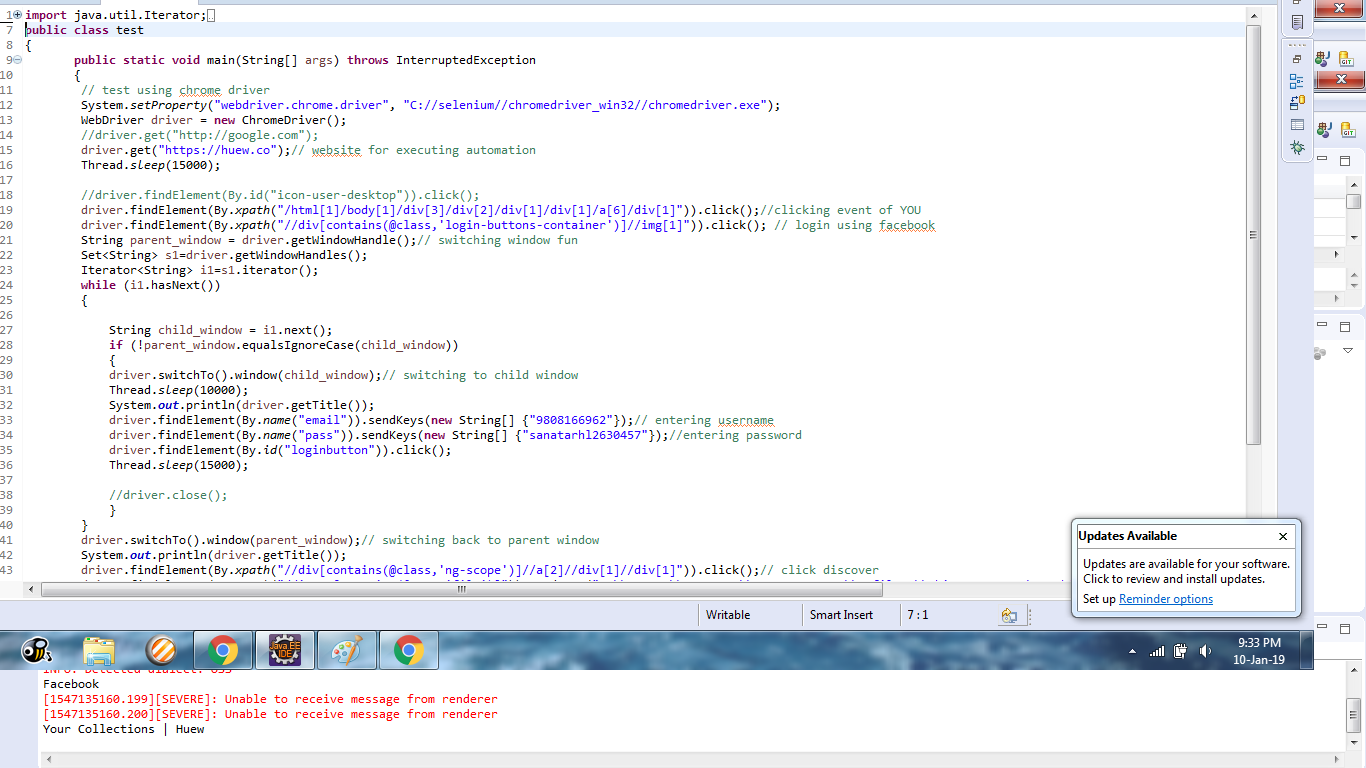 1 import java.util.Iterator;
7 public class test
8 {
9 public static void main(String[] args) throws InterruptedException
10 {
11 // test using chrome driver
12 System.setProperty("webdriver.chrome.driver", "C://selenium//chromedriver_win32//chromedriver.exe");
13 WebDriver driver = new ChromeDriver();
14 //driver.get("http://google.com");
15 driver.get("https://huew.co");// website for executing automation
16 Thread.sleep(15000);
17
18 //driver.findElement(By.id("icon-user-desktop")).click();
19 driver.findElement(By.xpath("/html[1]/body[1]/div[3]/div[2]/div[1]/div[1]/a[6]/div[1]")).click();//clicking event of YOU
20 driver.findElement(By.xpath("//div[contains(@class,'login-buttons-container')]//img[1]")).click(); // login using facebook
21 String parent_window = driver.getWindowHandle();// switching window fun
22 Set<String> s1=driver.getWindowHandles();
23 Iterator<String> i1=s1.iterator();
24 while (i1.hasNext())
25 {
26
27 String child_window = i1.next();
28 if (!parent_window.equalsIgnoreCase(child_window))
29 {
30 driver.switchTo().window(child_window);// switching to child window
31 Thread.sleep(10000);
32 System.out.println(driver.getTitle());
33 driver.findElement(By.name("email")).sendKeys(new String[] {"9808166962"});// entering username
34 driver.findElement(By.name("pass")).sendKeys(new String[] {"sanatarhl2630457"});//entering password
35 driver.findElement(By.id("loginbutton")).click();
36 Thread.sleep(15000);
37
38 //driver.close();
39 }
40 }
41 driver.switchTo().window(parent_window);// switching back to parent window
42 System.out.println(driver.getTitle());
43 driver.findElement(By.xpath("//div[contains(@class,'ng-scope')]//a[2]//div[1]//div[1]")).click();// click discover
Updates Available
Updates are available for your software.
Click to review and install updates.
Set up Reminder options
Writable Smart Insert 7 : 1
GIT
GIT
Java EE
IDE
9:33 PM
10-Jan-19
Facebook
[1547135160.199][SEVERE]: Unable to receive message from renderer
[1547135160.200][SEVERE]: Unable to receive message from renderer
Your Collections | Huew